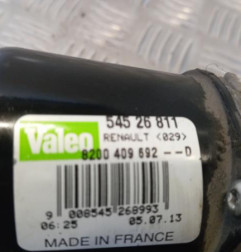 Valeo
545 26 811
RENAULT <029>
8200 409 692 --D
9 008545 268993
06:25 05.07.13
MADE IN FRANCE